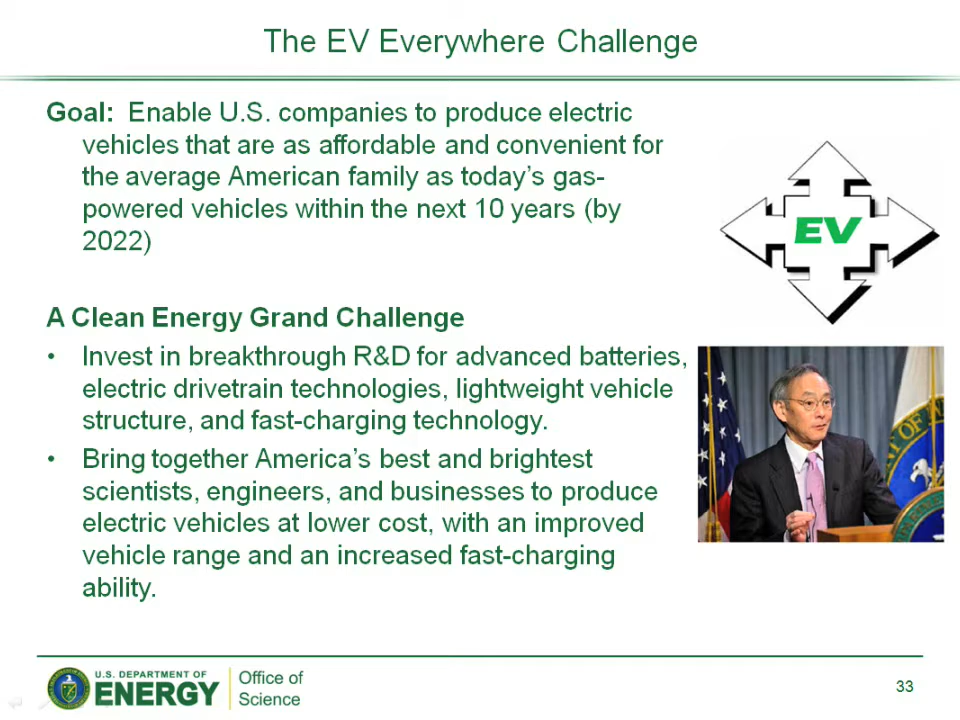 The EV Everywhere Challenge
Goal: Enable U.S. companies to produce electric
vehicles that are as affordable and convenient for
the average American family as today's gas-
powered vehicles within the next 10 years (by
2022)
EV
A Clean Energy Grand Challenge
• Invest in breakthrough R&D for advanced batteries,
electric drivetrain technologies, lightweight vehicle
structure, and fast-charging technology.
• Bring together America's best and brightest
scientists, engineers, and businesses to produce
electric vehicles at lower cost, with an improved
vehicle range and an increased fast-charging
ability.
U.S. DEPARTMENT OF
ENERGY
Office of
Science
33